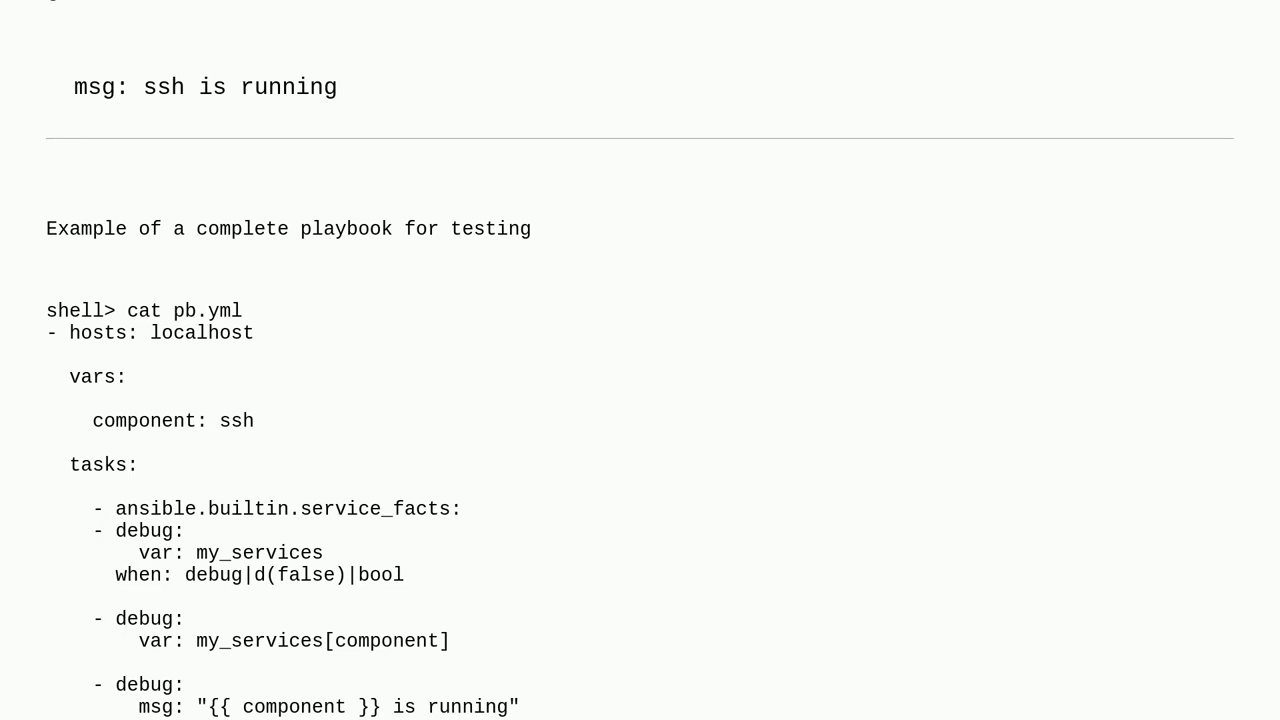 msg: ssh is running
Example of a complete playbook for testing
shell> cat pb.yml
- hosts: localhost
  vars:
    component: ssh
  tasks:
    - ansible.builtin.service_facts:
    - debug:
        var: my_services
      when: debug|d(false)|bool
    - debug:
        var: my_services[component]
    - debug:
        msg: "{{ component }} is running"